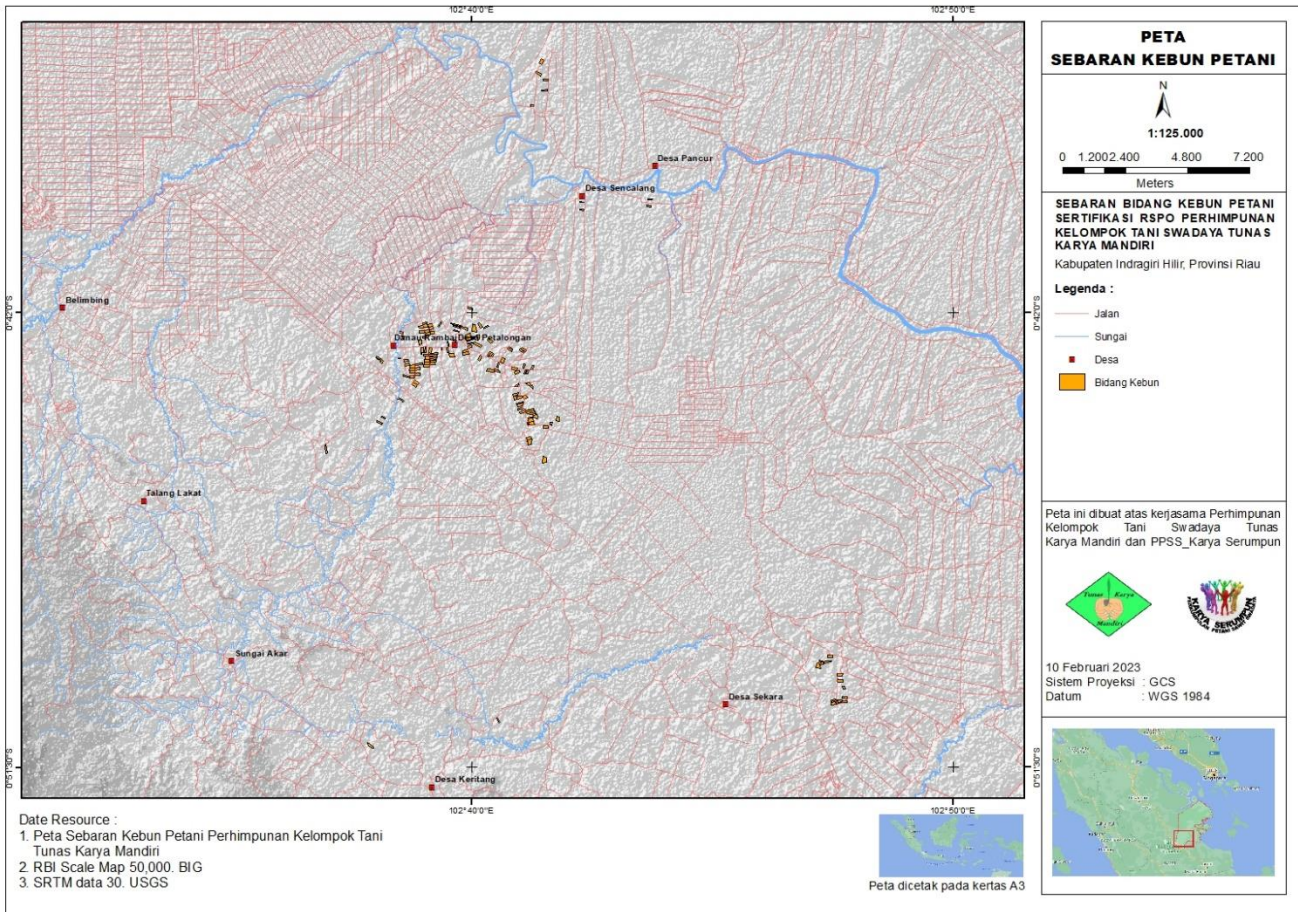 102°40'0"E
102°50'0"E
PETA
SEBARAN KEBUN PETANI
N
1:125.000
0 1.200 2.400 4.800 7.200
Meters
SEBARAN BIDANG KEBUN PETANI
SERTIFIKASI RSPO PERHIMPUNAN
KELOMPOK TANI SWADAYA TUNAS
KARYA MANDIRI
Kabupaten Indragiri Hilir, Provinsi Riau
Legenda :
Jalan
Sungai
Desa
Bidang Kebun
Desa Pancur
Desa Sencalang
Belimbing
0°42'0"S
0°42'0"S
Danau Rambai
Desa Petalongan
Talang Lakat
Sungai Akar
Desa Sekara
Desa Keritang
0°51'30"S
0°51'30"S
102°40'0"E
102°50'0"E
Peta ini dibuat atas kerjasama Perhimpunan
Kelompok Tani Swadaya Tunas
Karya Mandiri dan PPSS_Karya Serumpun
Tunas Karya
Mandiri
KARYA SERUMPUN
10 Februari 2023
Sistem Proyeksi : GCS
Datum : WGS 1984
Date Resource :
1. Peta Sebaran Kebun Petani Perhimpunan Kelompok Tani
Tunas Karya Mandiri
2. RBI Scale Map 50,000. BIG
3. SRTM data 30. USGS
Peta dicetak pada kertas A3